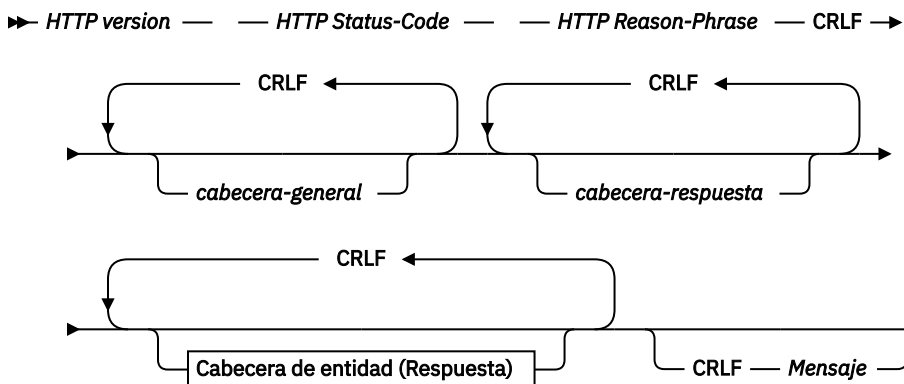 HTTP version HTTP Status-Code HTTP Reason-Phrase CRLF
CRLF CRLF
cabecera-general cabecera-respuesta
CRLF
Cabecera de entidad (Respuesta) CRLF Mensaje